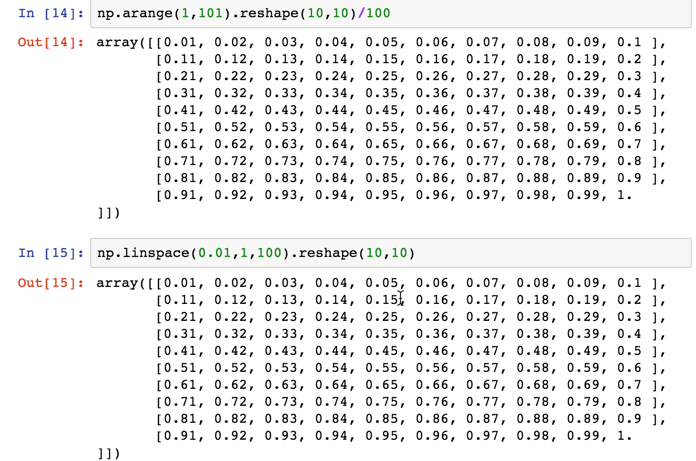 In [14]: np.arange(1,101).reshape(10,10)/100
Out[14]: array([[0.01, 0.02, 0.03, 0.04, 0.05, 0.06, 0.07, 0.08, 0.09, 0.1 ],
[0.11, 0.12, 0.13, 0.14, 0.15, 0.16, 0.17, 0.18, 0.19, 0.2 ],
[0.21, 0.22, 0.23, 0.24, 0.25, 0.26, 0.27, 0.28, 0.29, 0.3 ],
[0.31, 0.32, 0.33, 0.34, 0.35, 0.36, 0.37, 0.38, 0.39, 0.4 ],
[0.41, 0.42, 0.43, 0.44, 0.45, 0.46, 0.47, 0.48, 0.49, 0.5 ],
[0.51, 0.52, 0.53, 0.54, 0.55, 0.56, 0.57, 0.58, 0.59, 0.6 ],
[0.61, 0.62, 0.63, 0.64, 0.65, 0.66, 0.67, 0.68, 0.69, 0.7 ],
[0.71, 0.72, 0.73, 0.74, 0.75, 0.76, 0.77, 0.78, 0.79, 0.8 ],
[0.81, 0.82, 0.83, 0.84, 0.85, 0.86, 0.87, 0.88, 0.89, 0.9 ],
[0.91, 0.92, 0.93, 0.94, 0.95, 0.96, 0.97, 0.98, 0.99, 1.
]])
In [15]: np.linspace(0.01,1,100).reshape(10,10)
Out[15]: array([[0.01, 0.02, 0.03, 0.04, 0.05, 0.06, 0.07, 0.08, 0.09, 0.1 ],
[0.11, 0.12, 0.13, 0.14, 0.15, 0.16, 0.17, 0.18, 0.19, 0.2 ],
[0.21, 0.22, 0.23, 0.24, 0.25, 0.26, 0.27, 0.28, 0.29, 0.3 ],
[0.31, 0.32, 0.33, 0.34, 0.35, 0.36, 0.37, 0.38, 0.39, 0.4 ],
[0.41, 0.42, 0.43, 0.44, 0.45, 0.46, 0.47, 0.48, 0.49, 0.5 ],
[0.51, 0.52, 0.53, 0.54, 0.55, 0.56, 0.57, 0.58, 0.59, 0.6 ],
[0.61, 0.62, 0.63, 0.64, 0.65, 0.66, 0.67, 0.68, 0.69, 0.7 ],
[0.71, 0.72, 0.73, 0.74, 0.75, 0.76, 0.77, 0.78, 0.79, 0.8 ],
[0.81, 0.82, 0.83, 0.84, 0.85, 0.86, 0.87, 0.88, 0.89, 0.9 ],
[0.91, 0.92, 0.93, 0.94, 0.95, 0.96, 0.97, 0.98, 0.99, 1.
]])